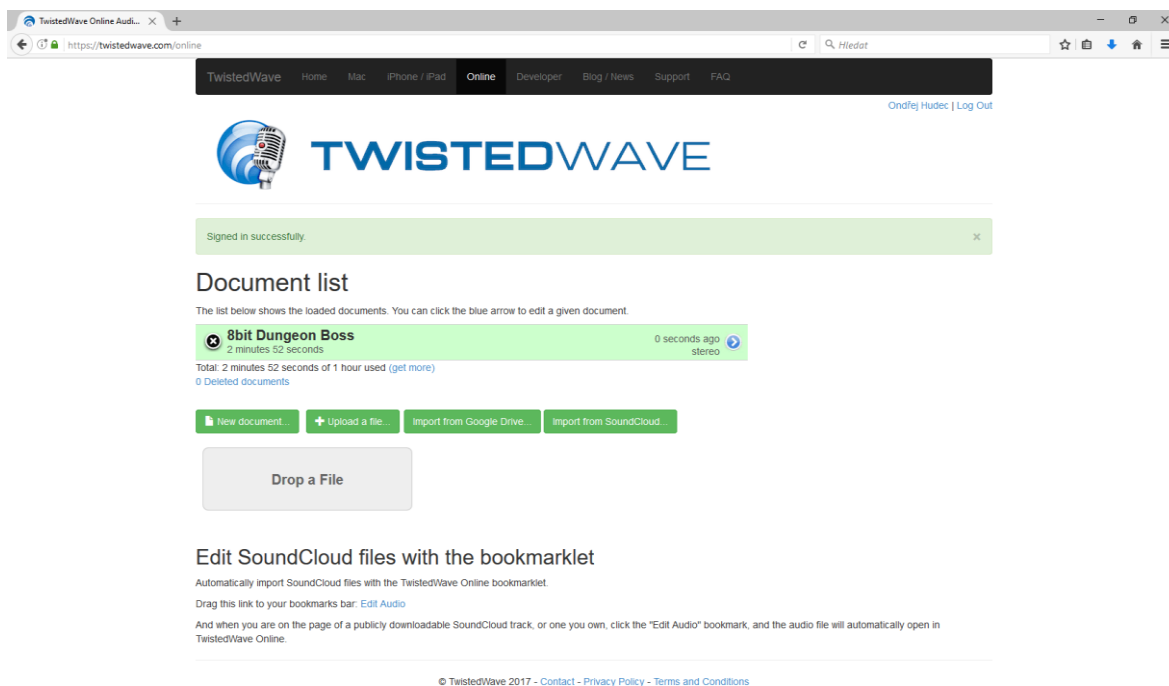 TwistedWave Online Audi...
https://twistedwave.com/online
Hledat
TwistedWave Home Mac iPhone / iPad Online Developer Blog / News Support FAQ
Ondřej Hudec | Log Out
TWISTEDWAVE
Signed in successfully.
Document list
The list below shows the loaded documents. You can click the blue arrow to edit a given document.
8bit Dungeon Boss
2 minutes 52 seconds
0 seconds ago
stereo
Total: 2 minutes 52 seconds of 1 hour used (get more)
0 Deleted documents
New document... Upload a file... Import from Google Drive... Import from SoundCloud...
Drop a File
Edit SoundCloud files with the bookmarklet
Automatically import SoundCloud files with the TwistedWave Online bookmarklet.
Drag this link to your bookmarks bar: Edit Audio
And when you are on the page of a publicly downloadable SoundCloud track, or one you own, click the "Edit Audio" bookmark, and the audio file will automatically open in
TwistedWave Online.
© TwistedWave 2017 - Contact - Privacy Policy - Terms and Conditions